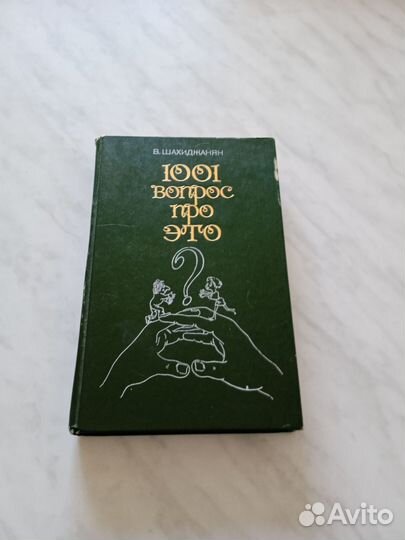 В. ШАХИДЖАНЯН
1001
ВОПРОС
ПРО
ЭТО
?
Avito